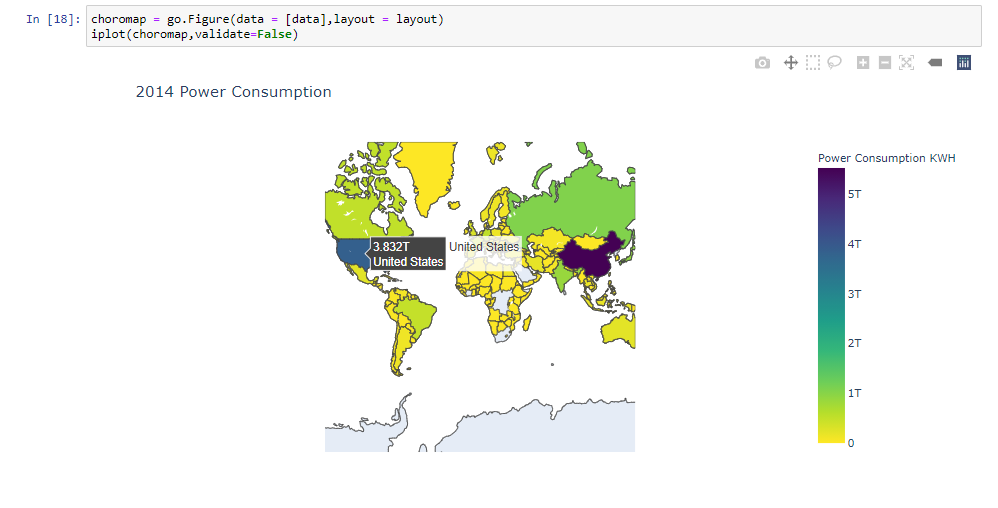 In [18]: choromap = go.Figure(data = [data],layout = layout)
iplot(choromap,validate=False)
2014 Power Consumption
Power Consumption KWH
5T
4T
3T
2T
1T
0
3.832T
United States
United States